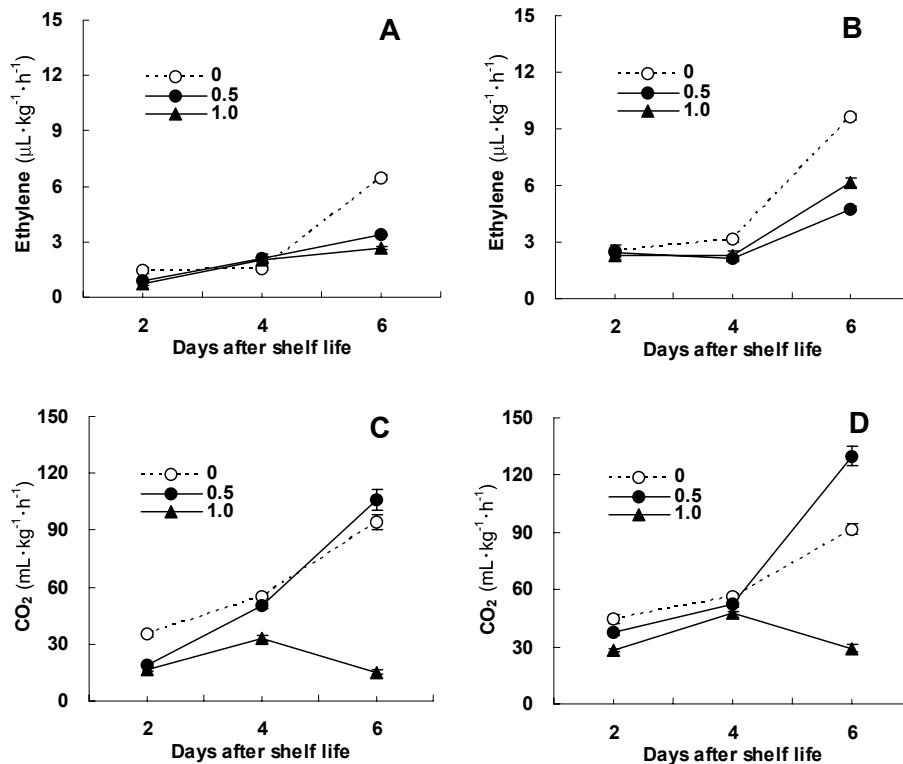 A
15
12
9
6
3
0
Ethylene (μL·kg⁻¹·h⁻¹)
0
0.5
1.0
2 4 6
Days after shelf life
B
15
12
9
6
3
0
Ethylene (μL·kg⁻¹·h⁻¹)
0
0.5
1.0
2 4 6
Days after shelf life
C
150
120
90
60
30
0
CO₂ (mL·kg⁻¹·h⁻¹)
0
0.5
1.0
2 4 6
Days after shelf life
D
150
120
90
60
30
0
CO₂ (mL·kg⁻¹·h⁻¹)
0
0.5
1.0
2 4 6
Days after shelf life